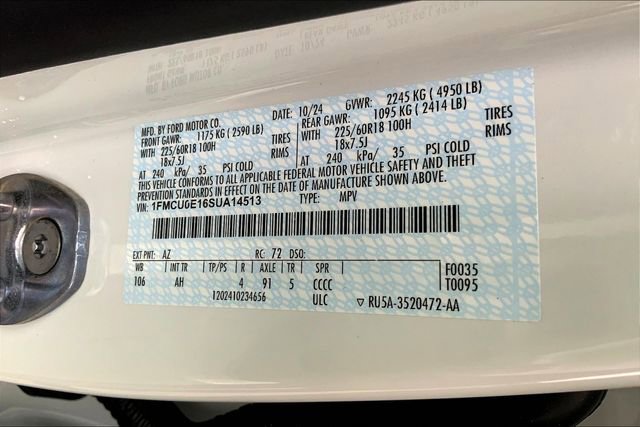 MFD. BY FORD MOTOR CO. DATE: 10/24 GVWR: 2245 KG ( 4950 LB)
FRONT GAWR: 1175 KG ( 2590 LB) REAR GAWR: 1095 KG ( 2414 LB)
WITH 225/60R18 100H TIRES WITH 225/60R18 100H TIRES
18x7.5J RIMS 18x7.5J RIMS
AT 240 kPa/ 35 PSI COLD AT 240 kPa/ 35 PSI COLD
THIS VEHICLE CONFORMS TO ALL APPLICABLE FEDERAL MOTOR VEHICLE SAFETY AND THEFT
PREVENTION STANDARDS IN EFFECT ON THE DATE OF MANUFACTURE SHOWN ABOVE.
VIN: 1FMCU6E16SUA14513 TYPE: MPV
EXT PNT: AZ RC: 72 DSO:
WB INT TR TP/PS R AXLE TR SPR F0035
106 AH 4 91 5 CCCC T0095
1202410234656 ULC ▽ RU5A-3520472-AA